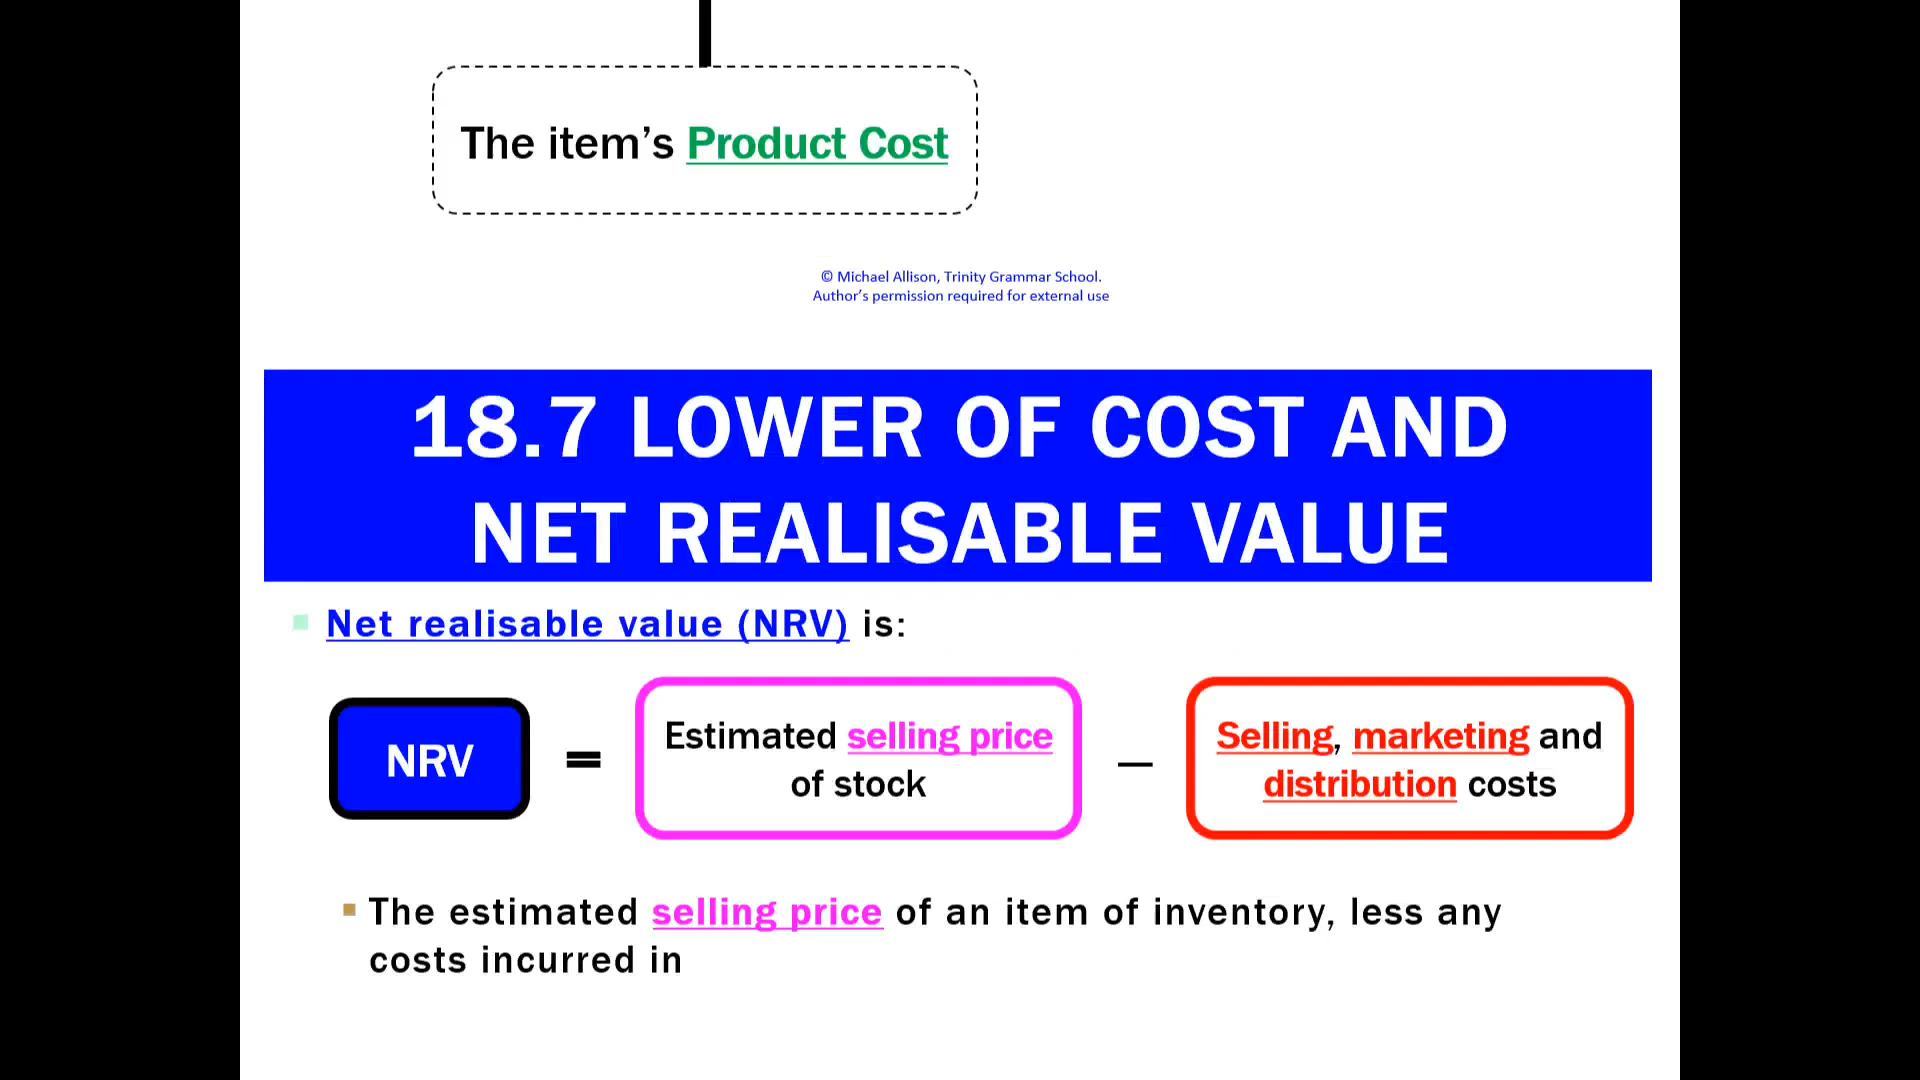 The item’s Product Cost
© Michael Allison, Trinity Grammar School.
Author’s permission required for external use
18.7 LOWER OF COST AND
NET REALISABLE VALUE
Net realisable value (NRV) is:
NRV
=
Estimated selling price
of stock
–
Selling, marketing and
distribution costs
The estimated selling price of an item of inventory, less any
costs incurred in